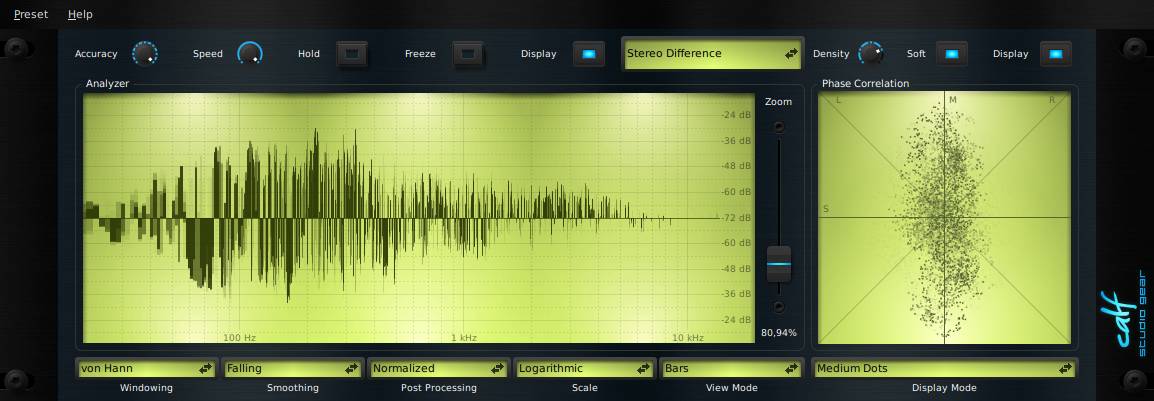 Preset Help
Accuracy Speed Hold Freeze Display Stereo Difference Density Soft Display
Analyzer
Zoom
-24 dB
-36 dB
-48 dB
-60 dB
-72 dB
-60 dB
-48 dB
-36 dB
-24 dB
100 Hz 1 kHz 10 kHz
80,94%
Phase Correlation
L M R
S
von Hann Falling Normalized Logarithmic Bars Medium Dots
Windowing Smoothing Post Processing Scale View Mode Display Mode
calf
studio gear